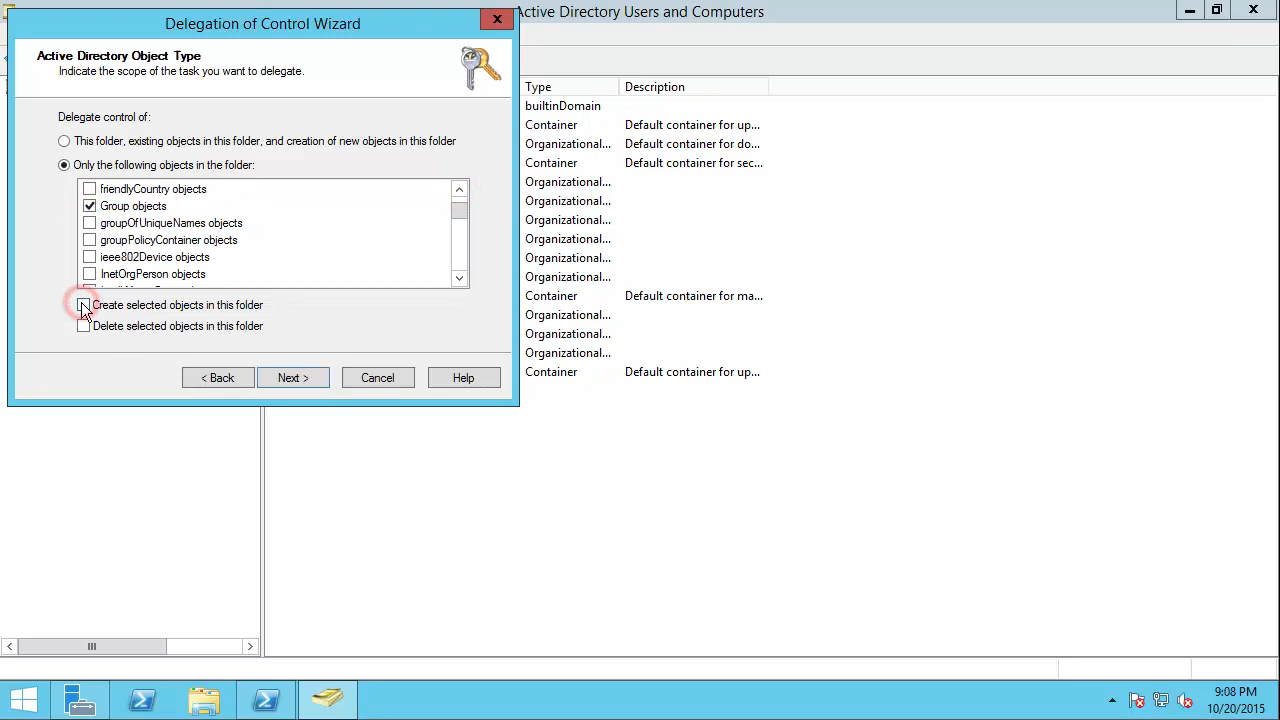 Delegation of Control Wizard
Active Directory Users and Computers
Active Directory Object Type
Indicate the scope of the task you want to delegate.
Delegate control of:
This folder, existing objects in this folder, and creation of new objects in this folder
Only the following objects in the folder:
friendlyCountry objects
Group objects
groupOfUniqueNames objects
groupPolicyContainer objects
ieee802Device objects
InetOrgPerson objects
Create selected objects in this folder
Delete selected objects in this folder
< Back
Next >
Cancel
Help
Type
Description
builtinDomain
Container
Default container for up...
Organizational...
Default container for do...
Container
Default container for sec...
Organizational...
Organizational...
Organizational...
Organizational...
Organizational...
Organizational...
Container
Default container for ma...
Organizational...
Organizational...
Organizational...
Container
Default container for up...
9:08 PM
10/20/2015